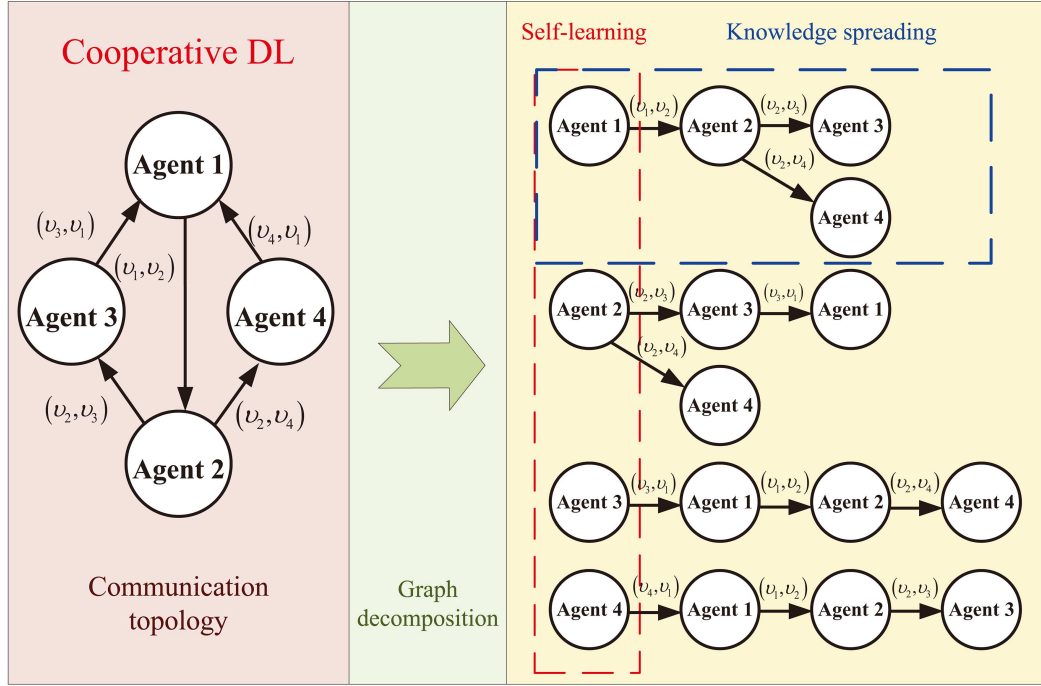 Cooperative DL
Agent 1
(υ₃,υ₁)
(υ₄,υ₁)
(υ₁,υ₂)
Agent 3
Agent 4
(υ₂,υ₃)
(υ₂,υ₄)
Agent 2
Communication
topology
Graph
decomposition
Self-learning
Knowledge spreading
Agent 1
(υ₁,υ₂)
Agent 2
(υ₂,υ₃)
Agent 3
(υ₂,υ₄)
Agent 4
Agent 2
(υ₂,υ₃)
Agent 3
(υ₃,υ₁)
Agent 1
(υ₂,υ₄)
Agent 4
Agent 3
(υ₃,υ₁)
Agent 1
(υ₁,υ₂)
Agent 2
(υ₂,υ₄)
Agent 4
Agent 4
(υ₄,υ₁)
Agent 1
(υ₁,υ₂)
Agent 2
(υ₂,υ₃)
Agent 3